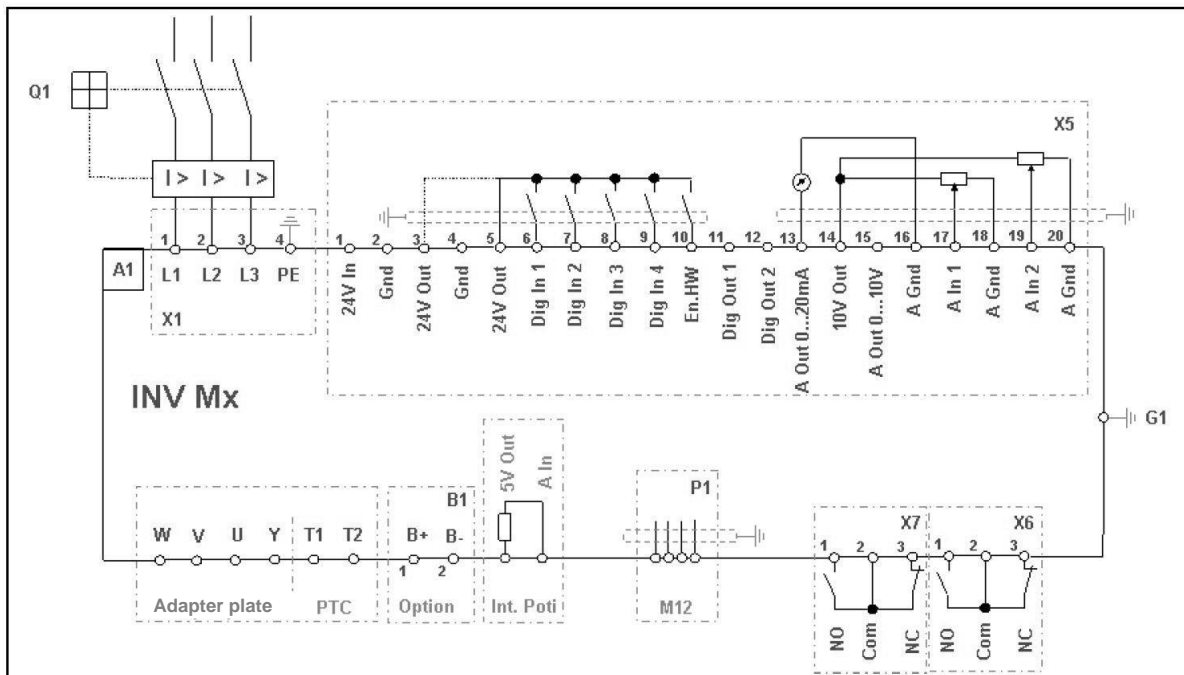 Q1
I > I > I >
1 2 3 4
L1 L2 L3 PE
X1
A1
X5
1 2 3 4 5 6 7 8 9 10 11 12 13 14 15 16 17 18 19 20
24V In
Gnd
24V Out
Gnd
24V Out
Dig In 1
Dig In 2
Dig In 3
Dig In 4
En.HW
Dig Out 1
Dig Out 2
A Out 0...20mA
10V Out
A Out 0...10V
A Gnd
A In 1
A Gnd
A In 2
A Gnd
INV Mx
G1
W V U Y T1 T2
Adapter plate PTC
B1
B+ B-
1 2
Option
5V Out
A In
Int. Poti
P1
M12
X7
1 2 3
NO
Com
NC
X6
1 2 3
NO
Com
NC